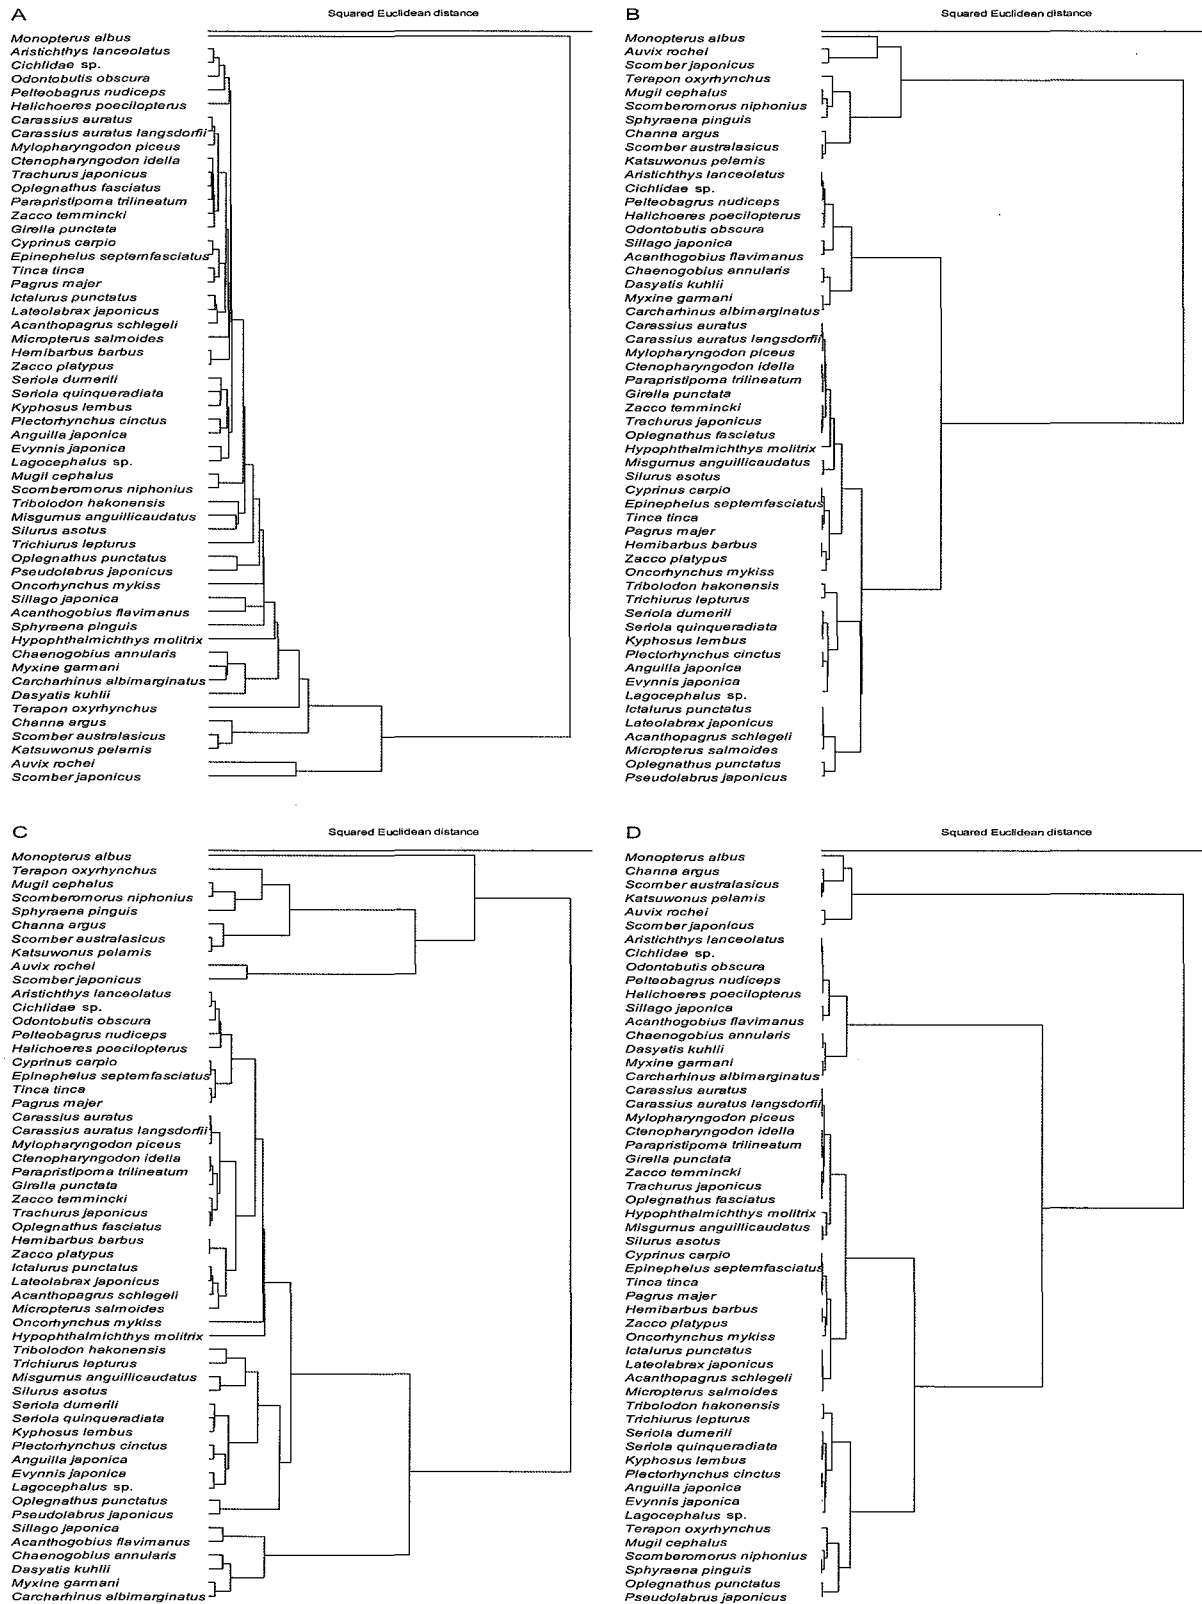 A
Squared Euclidean distance
Monopterus albus
Aristichthys lanceolatus
Cichlidae sp.
Odontobutis obscura
Pelteobagrus nudiceps
Halichoeres poecilopterus
Carassius auratus
Carassius auratus langsdorfii
Mylopharyngodon piceus
Ctenopharyngodon idella
Trachurus japonicus
Oplegnathus fasciatus
Parapristipoma trilineatum
Zacco temmincki
Girella punctata
Cyprinus carpio
Epinephelus septemfasciatus
Tinca tinca
Pagrus majer
Ictalurus punctatus
Lateolabrax japonicus
Acanthopagrus schlegeli
Micropterus salmoides
Hemibarbus barbus
Zacco platypus
Seriola dumerili
Seriola quinqueradiata
Kyphosus lembus
Plectorhynchus cinctus
Anguilla japonica
Evynnis japonica
Lagocephalus sp.
Mugil cephalus
Scomberomorus niphonius
Tribolodon hakonensis
Misgurnus anguillicaudatus
Silurus asotus
Trichiurus lepturus
Oplegnathus punctatus
Pseudolabrus japonicus
Oncorhynchus mykiss
Sillago japonica
Acanthogobius flavimanus
Sphyraena pinguis
Hypophthalmichthys molitrix
Chaenogobius annularis
Myxine garmani
Carcharhinus albimarginatus
Dasyatis kuhlii
Terapon oxyrhynchus
Channa argus
Scomber australasicus
Katsuwonus pelamis
Auvix rochei
Scomber japonicus
B
Squared Euclidean distance
Monopterus albus
Auvix rochei
Scomber japonicus
Terapon oxyrhynchus
Mugil cephalus
Scomberomorus niphonius
Sphyraena pinguis
Channa argus
Scomber australasicus
Katsuwonus pelamis
Aristichthys lanceolatus
Cichlidae sp.
Pelteobagrus nudiceps
Halichoeres poecilopterus
Odontobutis obscura
Sillago japonica
Acanthogobius flavimanus
Chaenogobius annularis
Dasyatis kuhlii
Myxine garmani
Carcharhinus albimarginatus
Carassius auratus
Carassius auratus langsdorfii
Mylopharyngodon piceus
Ctenopharyngodon idella
Parapristipoma trilineatum
Girella punctata
Zacco temmincki
Trachurus japonicus
Oplegnathus fasciatus
Hypophthalmichthys molitrix
Misgurnus anguillicaudatus
Silurus asotus
Cyprinus carpio
Epinephelus septemfasciatus
Tinca tinca
Pagrus majer
Hemibarbus barbus
Zacco platypus
Oncorhynchus mykiss
Tribolodon hakonensis
Trichiurus lepturus
Seriola dumerili
Seriola quinqueradiata
Kyphosus lembus
Plectorhynchus cinctus
Anguilla japonica
Evynnis japonica
Lagocephalus sp.
Ictalurus punctatus
Lateolabrax japonicus
Acanthopagrus schlegeli
Micropterus salmoides
Oplegnathus punctatus
Pseudolabrus japonicus
C
Squared Euclidean distance
Monopterus albus
Terapon oxyrhynchus
Mugil cephalus
Scomberomorus niphonius
Sphyraena pinguis
Channa argus
Scomber australasicus
Katsuwonus pelamis
Auvix rochei
Scomber japonicus
Aristichthys lanceolatus
Cichlidae sp.
Odontobutis obscura
Pelteobagrus nudiceps
Halichoeres poecilopterus
Cyprinus carpio
Epinephelus septemfasciatus
Tinca tinca
Pagrus majer
Carassius auratus
Carassius auratus langsdorfii
Mylopharyngodon piceus
Ctenopharyngodon idella
Parapristipoma trilineatum
Girella punctata
Zacco temmincki
Trachurus japonicus
Oplegnathus fasciatus
Hemibarbus barbus
Zacco platypus
Ictalurus punctatus
Lateolabrax japonicus
Acanthopagrus schlegeli
Micropterus salmoides
Oncorhynchus mykiss
Hypophthalmichthys molitrix
Tribolodon hakonensis
Trichiurus lepturus
Misgurnus anguillicaudatus
Silurus asotus
Seriola dumerili
Seriola quinqueradiata
Kyphosus lembus
Plectorhynchus cinctus
Anguilla japonica
Evynnis japonica
Lagocephalus sp.
Oplegnathus punctatus
Pseudolabrus japonicus
Sillago japonica
Acanthogobius flavimanus
Chaenogobius annularis
Dasyatis kuhlii
Myxine garmani
Carcharhinus albimarginatus
D
Squared Euclidean distance
Monopterus albus
Channa argus
Scomber australasicus
Katsuwonus pelamis
Auvix rochei
Scomber japonicus
Aristichthys lanceolatus
Cichlidae sp.
Odontobutis obscura
Pelteobagrus nudiceps
Halichoeres poecilopterus
Sillago japonica
Acanthogobius flavimanus
Chaenogobius annularis
Dasyatis kuhlii
Myxine garmani
Carcharhinus albimarginatus
Carassius auratus
Carassius auratus langsdorfii
Mylopharyngodon piceus
Ctenopharyngodon idella
Parapristipoma trilineatum
Girella punctata
Zacco temmincki
Trachurus japonicus
Oplegnathus fasciatus
Hypophthalmichthys molitrix
Misgurnus anguillicaudatus
Silurus asotus
Cyprinus carpio
Epinephelus septemfasciatus
Tinca tinca
Pagrus majer
Hemibarbus barbus
Zacco platypus
Oncorhynchus mykiss
Ictalurus punctatus
Lateolabrax japonicus
Acanthopagrus schlegeli
Micropterus salmoides
Tribolodon hakonensis
Trichiurus lepturus
Seriola dumerili
Seriola quinqueradiata
Kyphosus lembus
Plectorhynchus cinctus
Anguilla japonica
Evynnis japonica
Lagocephalus sp.
Terapon oxyrhynchus
Mugil cephalus
Scomberomorus niphonius
Sphyraena pinguis
Oplegnathus punctatus
Pseudolabrus japonicus